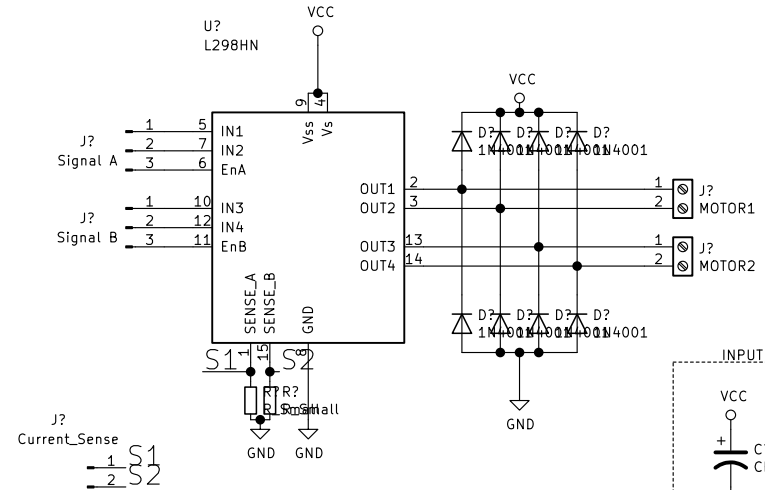 VCC
U?
L298HN
9
4
Vss
Vs
VCC
D?
D?
D?
D?
1N4001
1N4001
1N4001
1N4001
J?
Signal A
1
2
3
5
7
6
IN1
IN2
EnA
J?
Signal B
1
2
3
10
12
11
IN3
IN4
EnB
OUT1
2
OUT2
3
OUT3
13
OUT4
14
1
2
J?
MOTOR1
1
2
J?
MOTOR2
SENSE_A
SENSE_B
GND
1
15
8
D?
D?
D?
D?
1N4001
1N4001
1N4001
1N4001
S1
S2
R?
R?
R_Small
R_Small
GND
GND
GND
INPUT
VCC
+
J?
Current_Sense
1
S1
2
S2